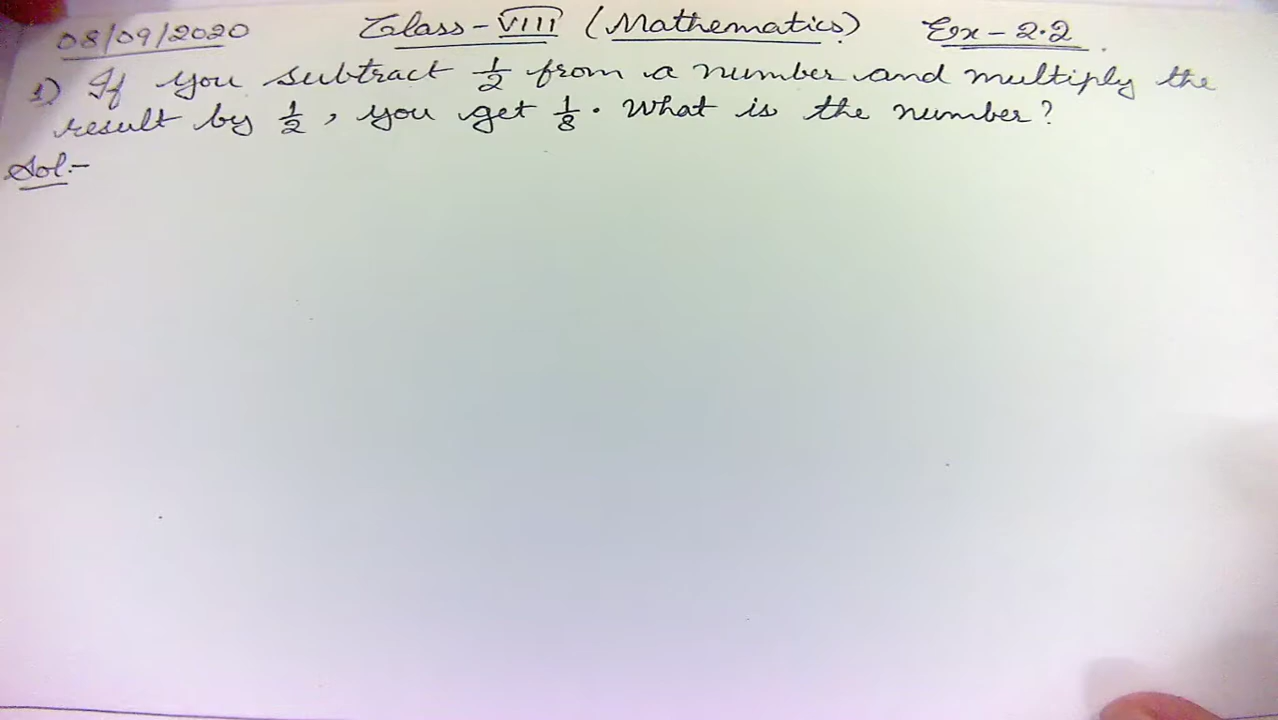 08/09/2020 Class-VIII (Mathematics) Ex-2.2
1) If you subtract 1/2 from a number and multiply the
result by 1/2, you get 1/8. What is the number?
Sol:-